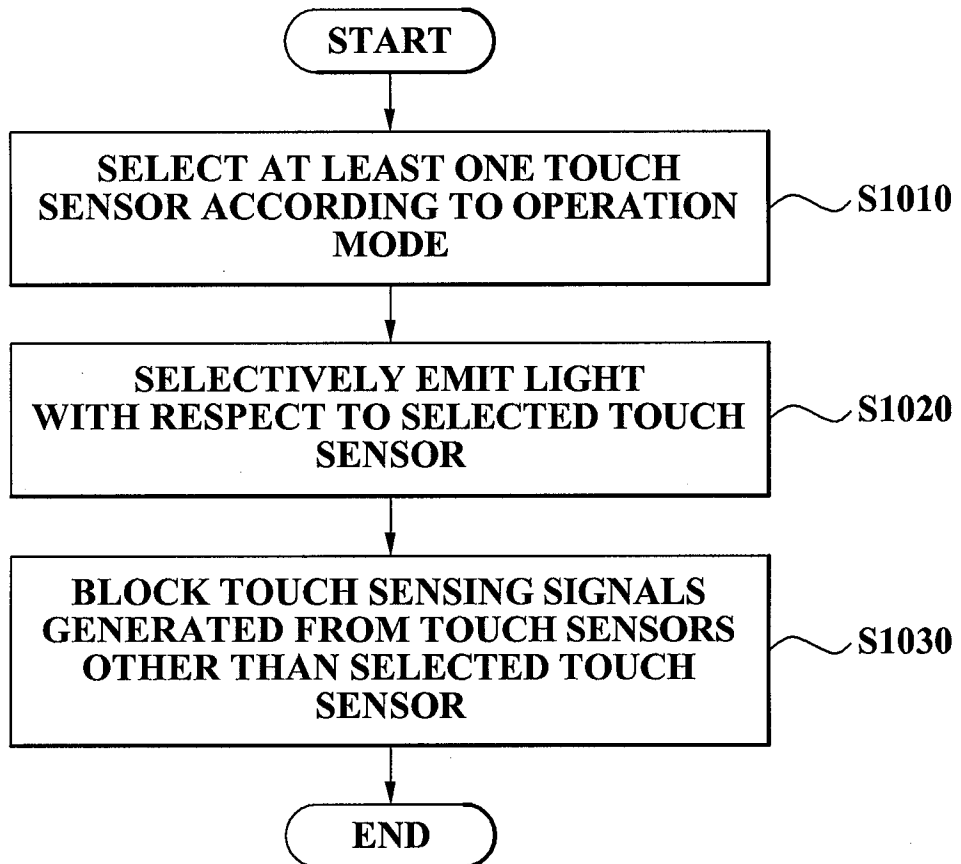 START
SELECT AT LEAST ONE TOUCH
SENSOR ACCORDING TO OPERATION
MODE
S1010
SELECTIVELY EMIT LIGHT
WITH RESPECT TO SELECTED TOUCH
SENSOR
S1020
BLOCK TOUCH SENSING SIGNALS
GENERATED FROM TOUCH SENSORS
OTHER THAN SELECTED TOUCH
SENSOR
S1030
END